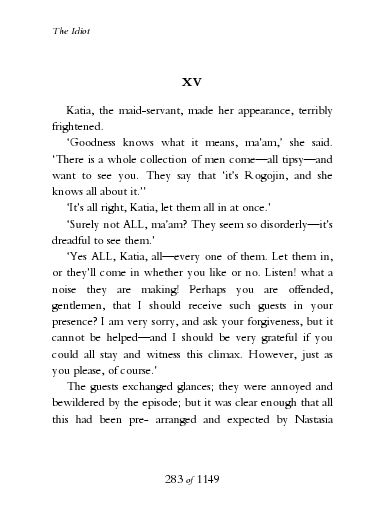 The Idiot
XV
Katia, the maid-servant, made her appearance, terribly
frightened.
‘Goodness knows what it means, ma’am,’ she said.
‘There is a whole collection of men come—all tipsy—and
want to see you. They say that ‘it’s Rogojin, and she
knows all about it.’’
‘It’s all right, Katia, let them all in at once.’
‘Surely not ALL, ma’am? They seem so disorderly—it’s
dreadful to see them.’
‘Yes ALL, Katia, all—every one of them. Let them in,
or they’ll come in whether you like or no. Listen! what a
noise they are making! Perhaps you are offended,
gentlemen, that I should receive such guests in your
presence? I am very sorry, and ask your forgiveness, but it
cannot be helped—and I should be very grateful if you
could all stay and witness this climax. However, just as
you please, of course.’
The guests exchanged glances; they were annoyed and
bewildered by the episode; but it was clear enough that all
this had been pre- arranged and expected by Nastasia
283 of 1149